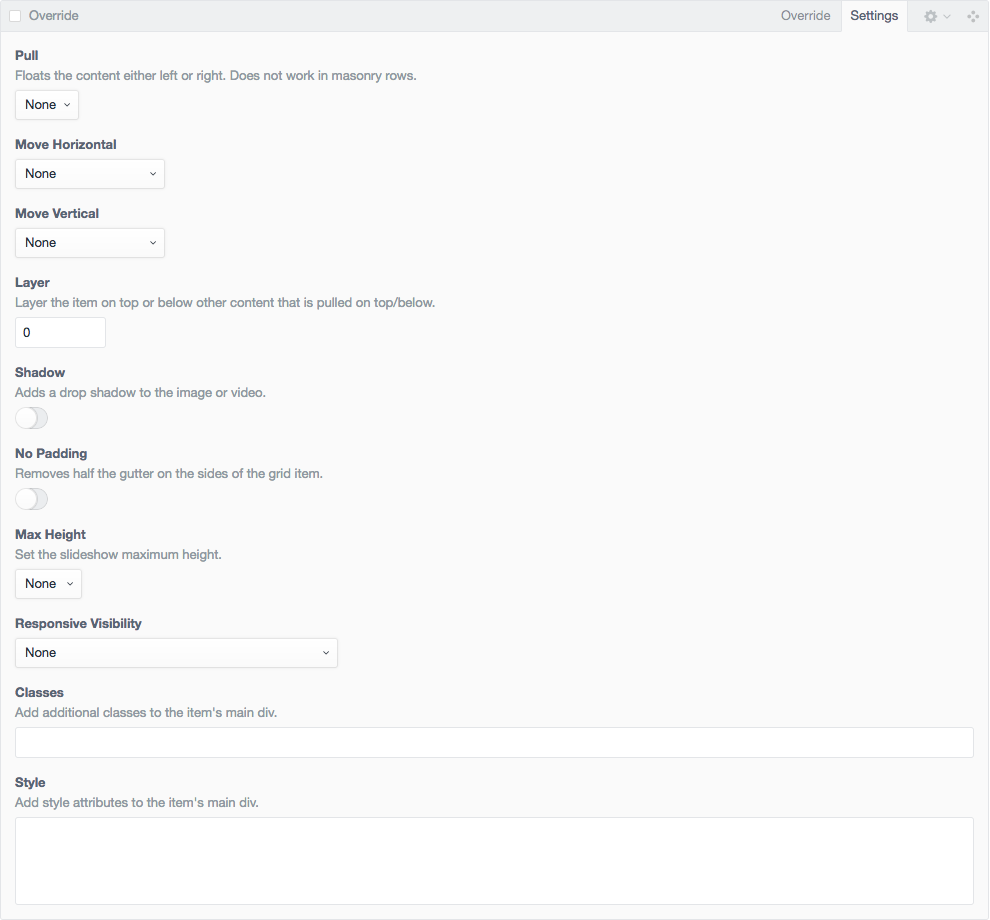 Override Override Settings
Pull
Floats the content either left or right. Does not work in masonry rows.
None
Move Horizontal
None
Move Vertical
None
Layer
Layer the item on top or below other content that is pulled on top/below.
0
Shadow
Adds a drop shadow to the image or video.
No Padding
Removes half the gutter on the sides of the grid item.
Max Height
Set the slideshow maximum height.
None
Responsive Visibility
None
Classes
Add additional classes to the item's main div.
Style
Add style attributes to the item's main div.